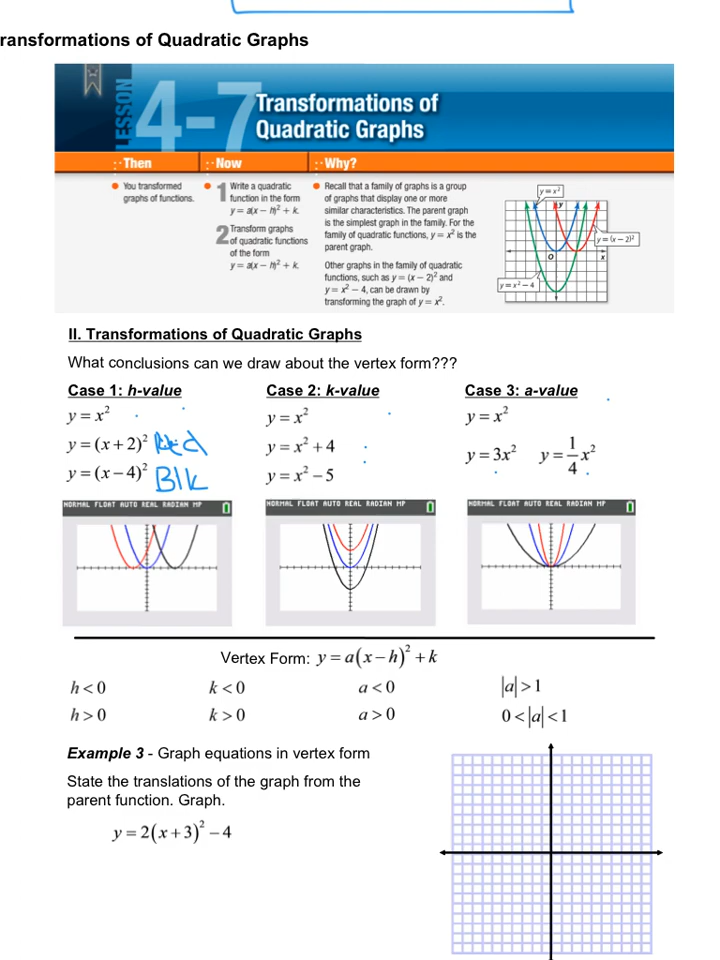 ransformations of Quadratic Graphs
LESSON 4-7 Transformations of
Quadratic Graphs
Then
Now
Why?
You transformed
graphs of functions.
1 Write a quadratic
function in the form
y = a(x − h)² + k.
2 Transform graphs
of quadratic functions
of the form
y = a(x − h)² + k.
Recall that a family of graphs is a group
of graphs that display one or more
similar characteristics. The parent graph
is the simplest graph in the family. For the
family of quadratic functions, y = x² is the
parent graph.
Other graphs in the family of quadratic
functions, such as y = (x − 2)² and
y = x² − 4, can be drawn by
transforming the graph of y = x².
y = x²
y
y = (x − 2)²
O
x
y = x² − 4
II. Transformations of Quadratic Graphs
What conclusions can we draw about the vertex form???
Case 1: h-value
y = x²
y = (x + 2)² Red
y = (x − 4)² Blk
Case 2: k-value
y = x²
y = x² + 4
y = x² − 5
Case 3: a-value
y = x²
y = 3x² y = 1/4 x²
NORMAL FLOAT AUTO REAL RADIAN MP
NORMAL FLOAT AUTO REAL RADIAN MP
NORMAL FLOAT AUTO REAL RADIAN MP
Vertex Form: y = a(x − h)² + k
h < 0 k < 0 a < 0 |a| > 1
h > 0 k > 0 a > 0 0 < |a| < 1
Example 3 - Graph equations in vertex form
State the translations of the graph from the
parent function. Graph.
y = 2(x + 3)² − 4